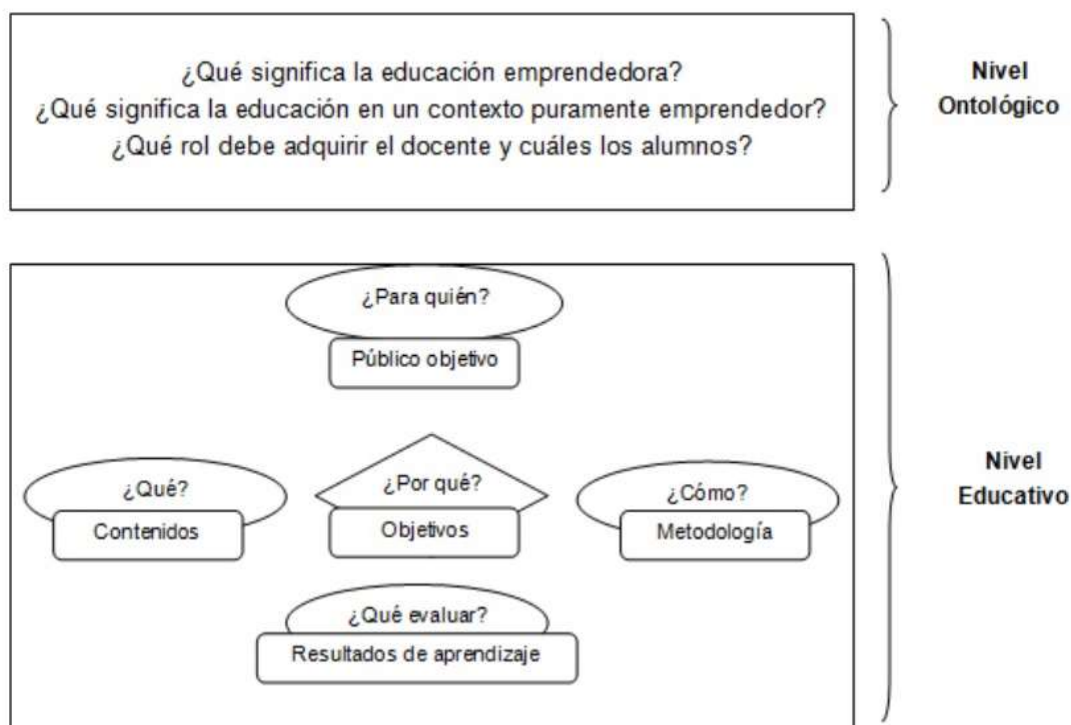 ¿Qué significa la educación emprendedora?
¿Qué significa la educación en un contexto puramente emprendedor?
¿Qué rol debe adquirir el docente y cuáles los alumnos?
Nivel
Ontológico
¿Para quién?
Público objetivo
¿Qué?
Contenidos
¿Por qué?
Objetivos
¿Cómo?
Metodología
¿Qué evaluar?
Resultados de aprendizaje
Nivel
Educativo